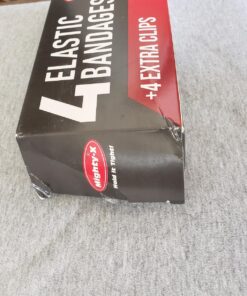 4 ELASTIC
BANDAGES
+4 EXTRA CLIPS
Mighty-X
Hold it Tight!